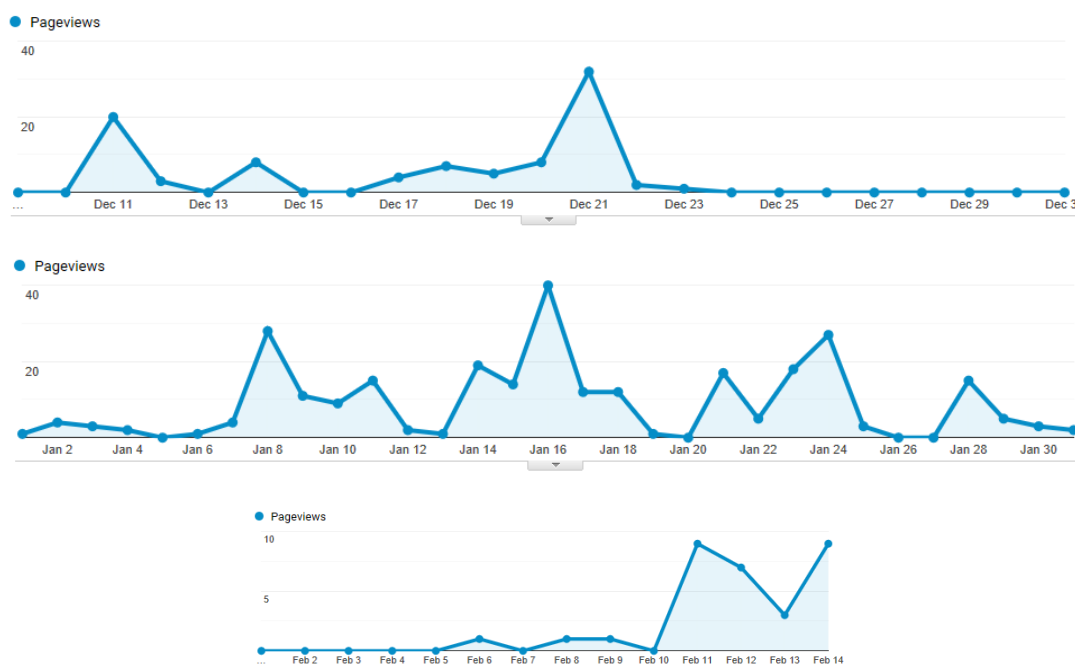 Pageviews
40
20
... Dec 11 Dec 13 Dec 15 Dec 17 Dec 19 Dec 21 Dec 23 Dec 25 Dec 27 Dec 29 Dec 3
Pageviews
40
20
Jan 2 Jan 4 Jan 6 Jan 8 Jan 10 Jan 12 Jan 14 Jan 16 Jan 18 Jan 20 Jan 22 Jan 24 Jan 26 Jan 28 Jan 30
Pageviews
10
5
... Feb 2 Feb 3 Feb 4 Feb 5 Feb 6 Feb 7 Feb 8 Feb 9 Feb 10 Feb 11 Feb 12 Feb 13 Feb 14